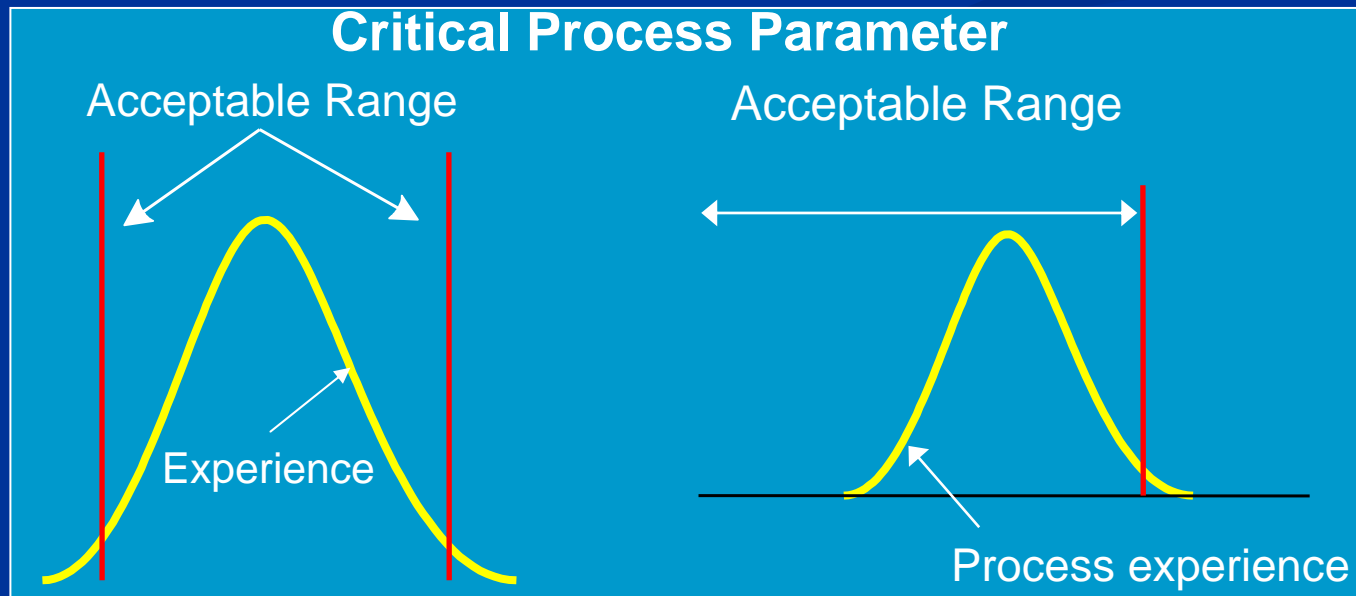 Critical Process Parameter
Acceptable Range
Acceptable Range
Experience
Process experience